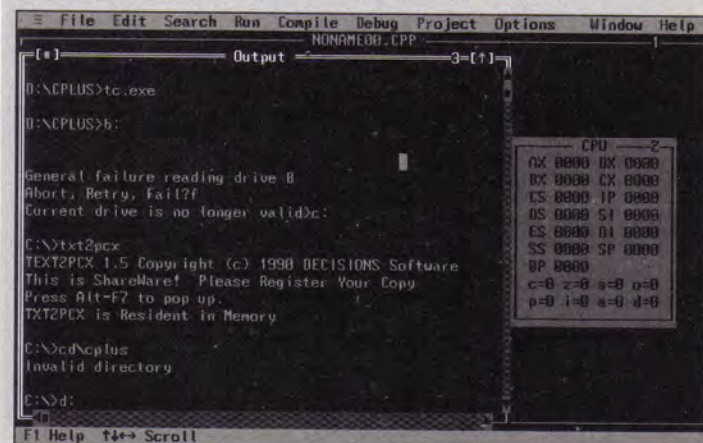 ≡ File Edit Search Run Compile Debug Project Options Window Help
NONAME00.CPP 1
[■] Output 3=[↑]
D:\CPLUS>tc.exe
D:\CPLUS>b:
General failure reading drive B
Abort, Retry, Fail?f
Current drive is no longer valid>c:
C:\>txt2pcx
TEXT2PCX 1.5 Copyright (c) 1990 DECISIONS Software
This is ShareWare! Please Register Your Copy
Press Alt-F7 to pop up.
TXT2PCX is Resident in Memory
C:\>cd\cplus
Invalid directory
C:\>d:
CPU 2
AX 0000 DX 0000
BX 0000 CX 0000
CS 0000 IP 0000
DS 0000 SI 0000
ES 0000 DI 0000
SS 0000 SP 0000
BP 0000
c=0 z=0 s=0 o=0
p=0 i=0 a=0 d=0
F1 Help ↑↓↔ Scroll